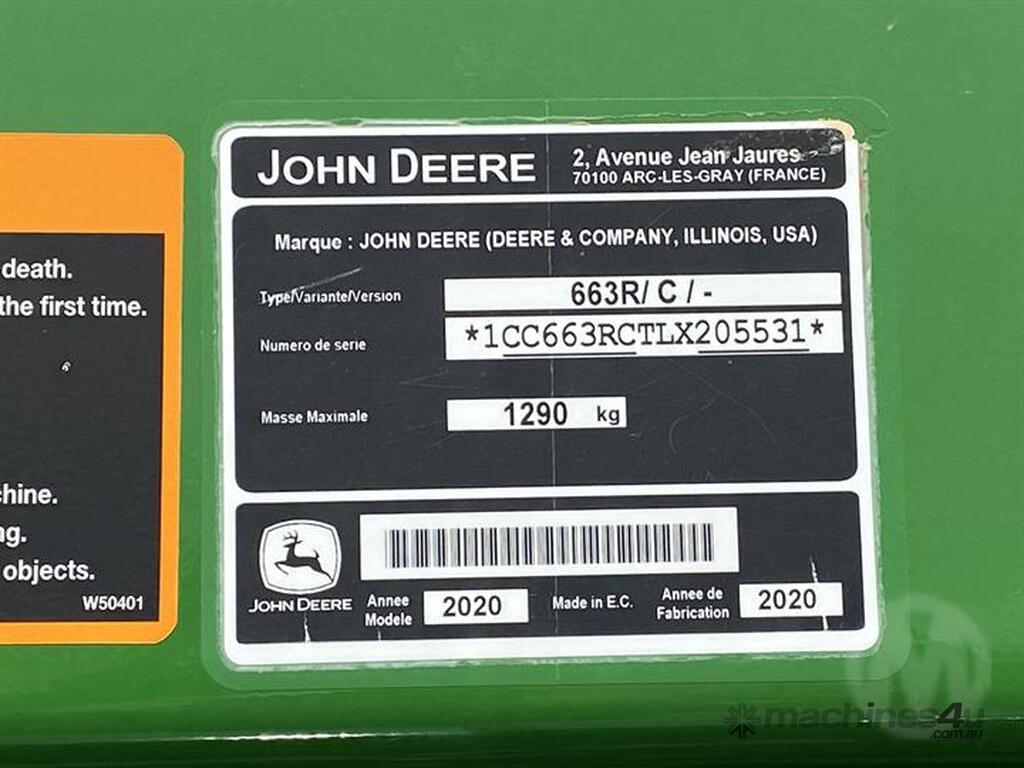 death.
the first time.
chine.
ng.
objects.
W50401
JOHN DEERE
2, Avenue Jean Jaures
70100 ARC-LES-GRAY (FRANCE)
Marque : JOHN DEERE (DEERE & COMPANY, ILLINOIS, USA)
Type/Variante/Version
663R/ C / -
Numero de serie
*1CC663RCTLX205531*
Masse Maximale
1290 kg
JOHN DEERE
Annee
Modele
2020
Made in E.C.
Annee de
Fabrication
2020
machines4u
.com.au